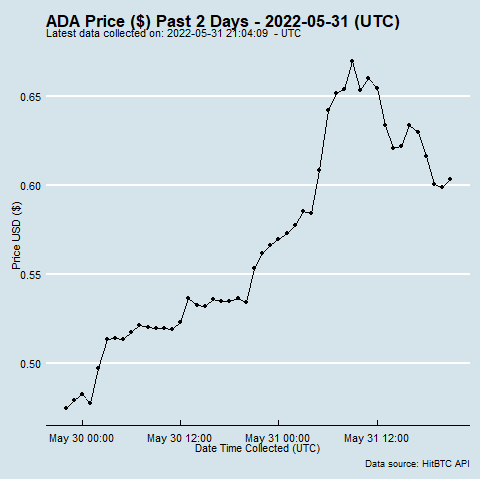 ADA Price ($) Past 2 Days - 2022-05-31 (UTC)
Latest data collected on: 2022-05-31 21:04:09 - UTC
Price USD ($)
0.65
0.60
0.55
0.50
May 30 00:00
May 30 12:00
May 31 00:00
May 31 12:00
Date Time Collected (UTC)
Data source: HitBTC API